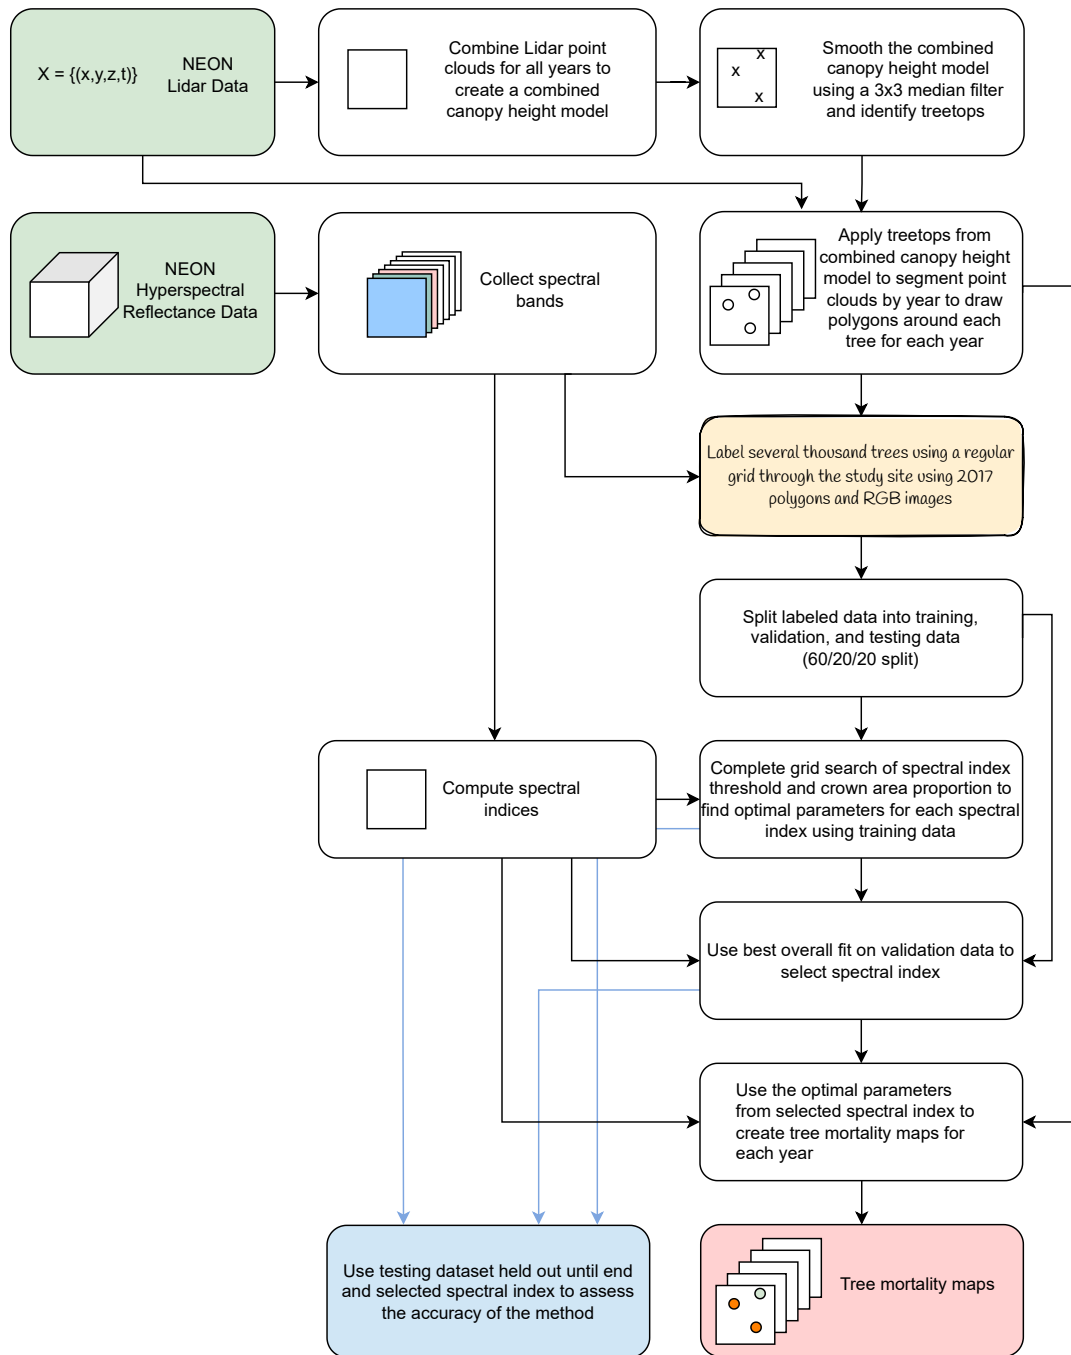 X = {(x,y,z,t)}
NEON
Lidar Data
Combine Lidar point
clouds for all years to
create a combined
canopy height model
x
x
x
Smooth the combined
canopy height model
using a 3x3 median filter
and identify treetops
NEON
Hyperspectral
Reflectance Data
Collect spectral
bands
Apply treetops from
combined canopy height
model to segment point
clouds by year to draw
polygons around each
tree for each year
Label several thousand trees using a regular
grid through the study site using 2017
polygons and RGB images
Split labeled data into training,
validation, and testing data
(60/20/20 split)
Compute spectral
indices
Complete grid search of spectral index
threshold and crown area proportion to
find optimal parameters for each spectral
index using training data
Use best overall fit on validation data to
select spectral index
Use the optimal parameters
from selected spectral index to
create tree mortality maps for
each year
Use testing dataset held out until end
and selected spectral index to assess
the accuracy of the method
Tree mortality maps